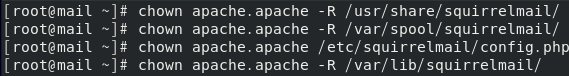 [root@mail ~]# chown apache.apache -R /usr/share/squirrelmail/
[root@mail ~]# chown apache.apache -R /var/spool/squirrelmail/
[root@mail ~]# chown apache.apache /etc/squirrelmail/config.php
[root@mail ~]# chown apache.apache -R /var/lib/squirrelmail/